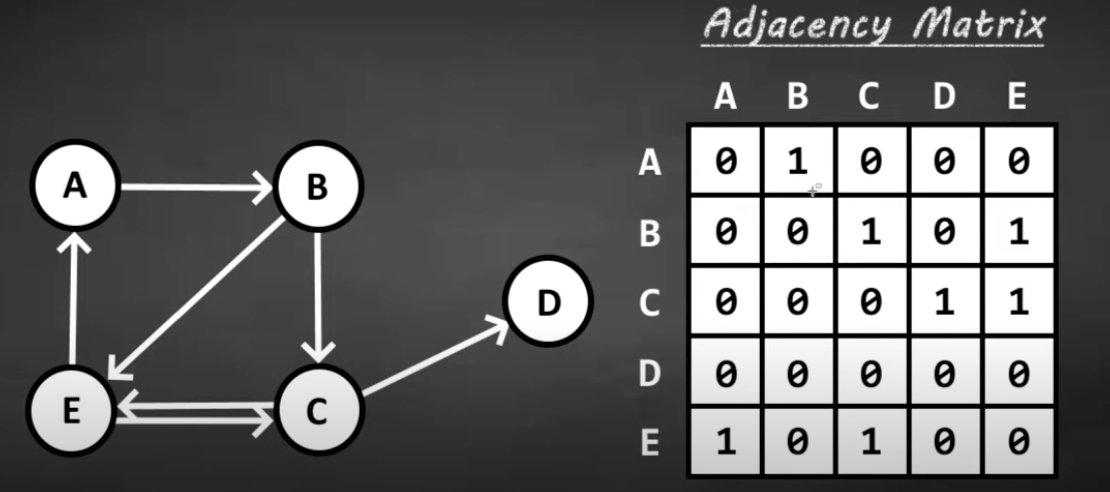 Adjacency Matrix
A B C D E
A 0 1 0 0 0
B 0 0 1 0 1
C 0 0 0 1 1
D 0 0 0 0 0
E 1 0 1 0 0
A B
D
E C